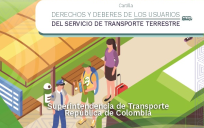 Cartilla
DERECHOS Y DEBERES DE LOS USUARIOS
DEL SERVICIO DE TRANSPORTE TERRESTRE
Superintendencia de Transporte
República de Colombia